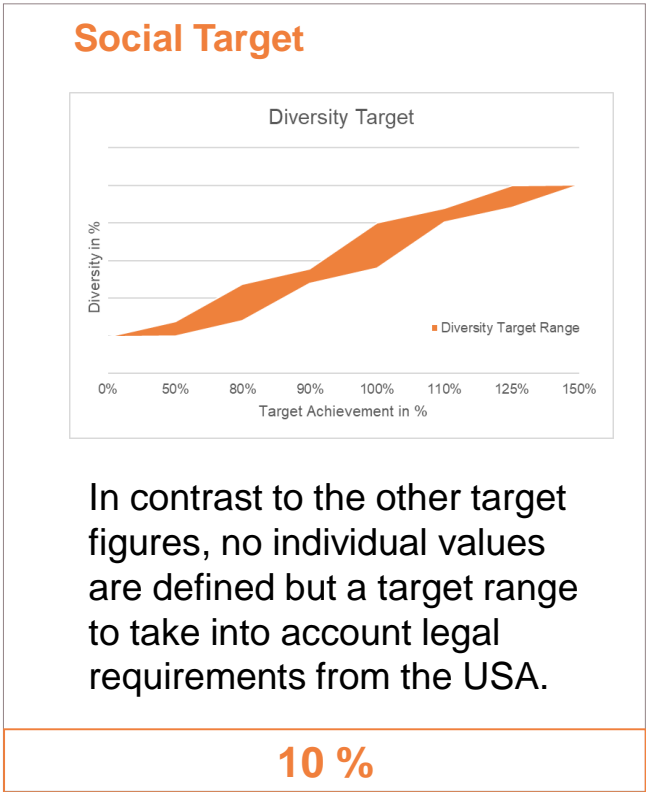 Social Target
Diversity Target
Diversity in %
Diversity Target Range
0% 50% 80% 90% 100% 110% 125% 150%
Target Achievement in %
In contrast to the other target
figures, no individual values
are defined but a target range
to take into account legal
requirements from the USA.
10 %